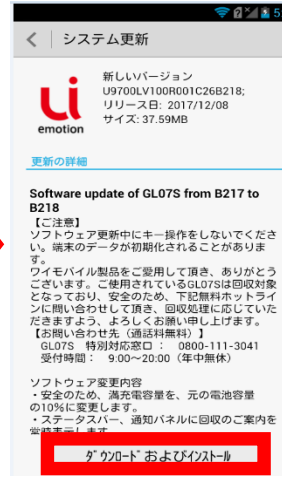 5
システム更新
新しいバージョン
U9700LV100R001C26B218;
リリース日: 2017/12/08
サイズ: 37.59MB
emotion
更新の詳細
Software update of GL07S from B217 to
B218
【ご注意】
ソフトウェア更新中にキー操作をしないでくださ
い。端末のデータが初期化されることがありま
す。
ワイモバイル製品をご愛用して頂き、ありがとう
ございます。ご使用されているGL07Sは回収対象
となっており、安全のため、下記無料ホットライ
ンに問い合わせして頂き、回収処理に応じていた
だきますよう、よろしくお願い申し上げます。
【お問い合わせ先（通話料無料）】
GL07S 特別対応窓口： 0800-111-3041
受付時間： 9:00～20:00（年中無休）
ソフトウェア変更内容
・安全のため、満充電容量を、元の電池容量
の10%に変更します。
・ステータスバー、通知パネルに回収のご案内を
常時表示します
ダウンロードおよびインストール